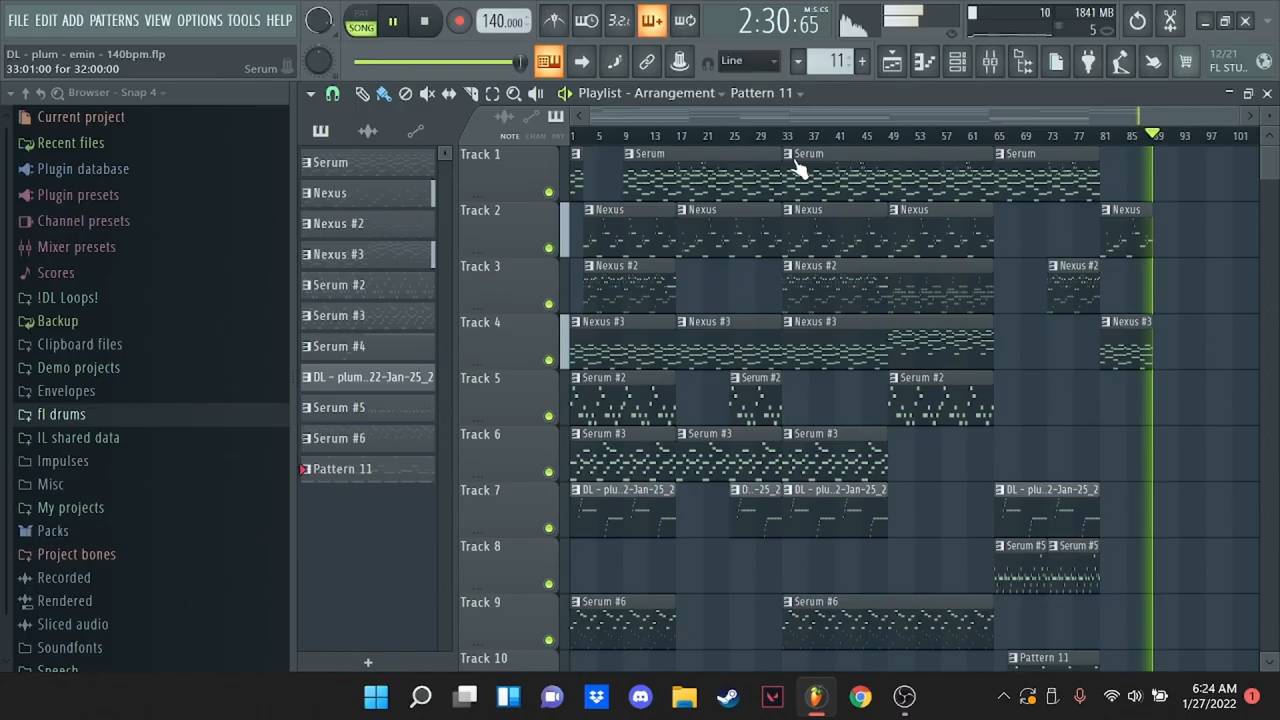 FILE EDIT ADD PATTERNS VIEW OPTIONS TOOLS HELP
PAT
SONG
140.000
3.2.
2:30:65
M:S:CS
10
1841 MB
5
DL - plum - emin - 140bpm.flp
33:01:00 for 32:00:00
Serum
Line
11
12/21
FL STU..
Browser - Snap 4
Playlist - Arrangement
Pattern 11
NOTE CHAN PAT
1 5 9 13 17 21 25 29 33 37 41 45 49 53 57 61 65 69 73 77 81 85 89 93 97 101
Current project
Recent files
Plugin database
Plugin presets
Channel presets
Mixer presets
Scores
!DL Loops!
Backup
Clipboard files
Demo projects
Envelopes
fl drums
IL shared data
Impulses
Misc
My projects
Packs
Project bones
Recorded
Rendered
Sliced audio
Soundfonts
Speech
Serum
Nexus
Nexus #2
Nexus #3
Serum #2
Serum #3
Serum #4
DL - plum..22-Jan-25_2
Serum #5
Serum #6
Pattern 11
+
Track 1
Serum
Serum
Serum
Track 2
Nexus
Nexus
Nexus
Nexus
Nexus
Track 3
Nexus #2
Nexus #2
Nexus #2
Track 4
Nexus #3
Nexus #3
Nexus #3
Nexus #3
Track 5
Serum #2
Serum #2
Serum #2
Track 6
Serum #3
Serum #3
Serum #3
Track 7
DL - plu..2-Jan-25_2
D..-25_2
DL - plu..2-Jan-25_2
DL - plu..2-Jan-25_2
Track 8
Serum #5
Serum #5
Track 9
Serum #6
Serum #6
Track 10
Pattern 11
6:24 AM
1/27/2022
1